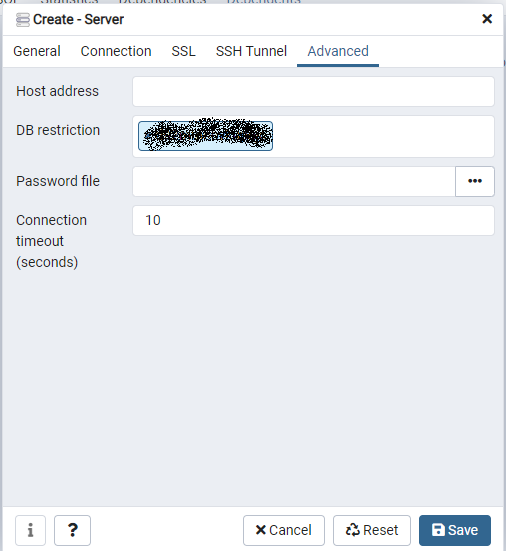 Create - Server
General Connection SSL SSH Tunnel Advanced
Host address
DB restriction
Password file
Connection
timeout
(seconds)
10
Cancel Reset Save